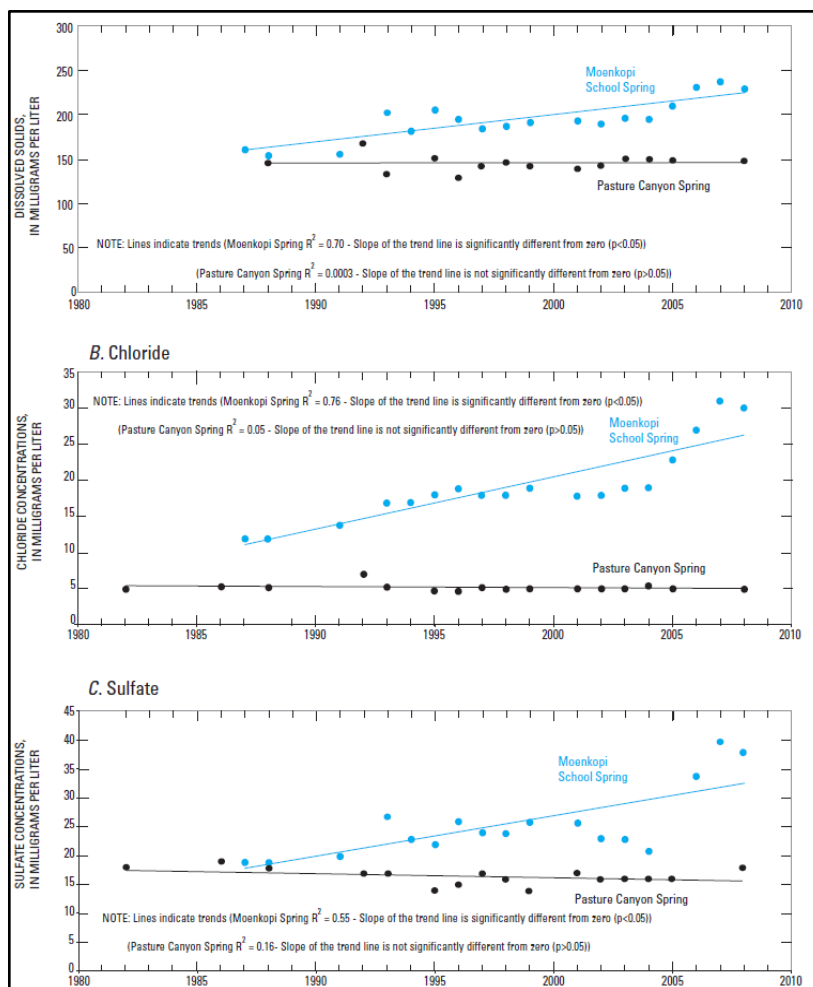 300
250
200
150
100
50
0
DISSOLVED SOLIDS,
IN MILLIGRAMS PER LITER
Moenkopi
School Spring
Pasture Canyon Spring
NOTE: Lines indicate trends (Moenkopi Spring R² = 0.70 - Slope of the trend line is significantly different from zero (p<0.05))
(Pasture Canyon Spring R² = 0.0003 - Slope of the trend line is not significantly different from zero (p>0.05))
1980 1985 1990 1995 2000 2005 2010
B. Chloride
35
30
25
20
15
10
5
0
CHLORIDE CONCENTRATIONS,
IN MILLIGRAMS PER LITER
NOTE: Lines indicate trends (Moenkopi Spring R² = 0.76 - Slope of the trend line is significantly different from zero (p<0.05))
(Pasture Canyon Spring R² = 0.05 - Slope of the trend line is not significantly different from zero (p>0.05))
Moenkopi
School Spring
Pasture Canyon Spring
1980 1985 1990 1995 2000 2005 2010
C. Sulfate
45
40
35
30
25
20
15
10
5
0
SULFATE CONCENTRATIONS,
IN MILLIGRAMS PER LITER
Moenkopi
School Spring
Pasture Canyon Spring
NOTE: Lines indicate trends (Moenkopi Spring R² = 0.55 - Slope of the trend line is significantly different from zero (p<0.05))
(Pasture Canyon Spring R² = 0.16- Slope of the trend line is not significantly different from zero (p>0.05))
1980 1985 1990 1995 2000 2005 2010